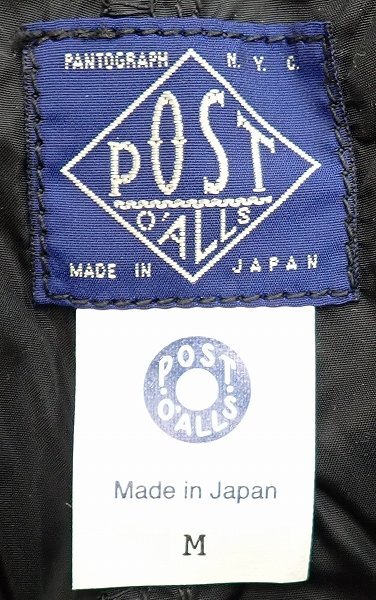 PANTOGRAPH N.Y.C.
POST
O'ALLS
MADE IN JAPAN
POST
O'ALLS
Made in Japan
M